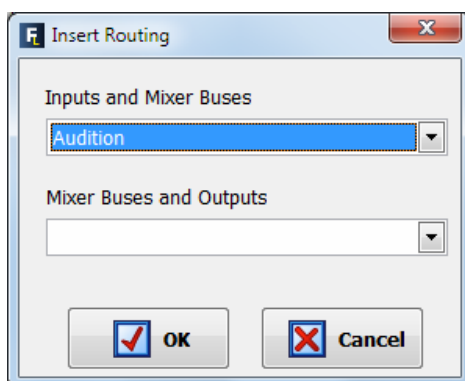 Insert Routing
Inputs and Mixer Buses
Audition
Mixer Buses and Outputs
OK
Cancel